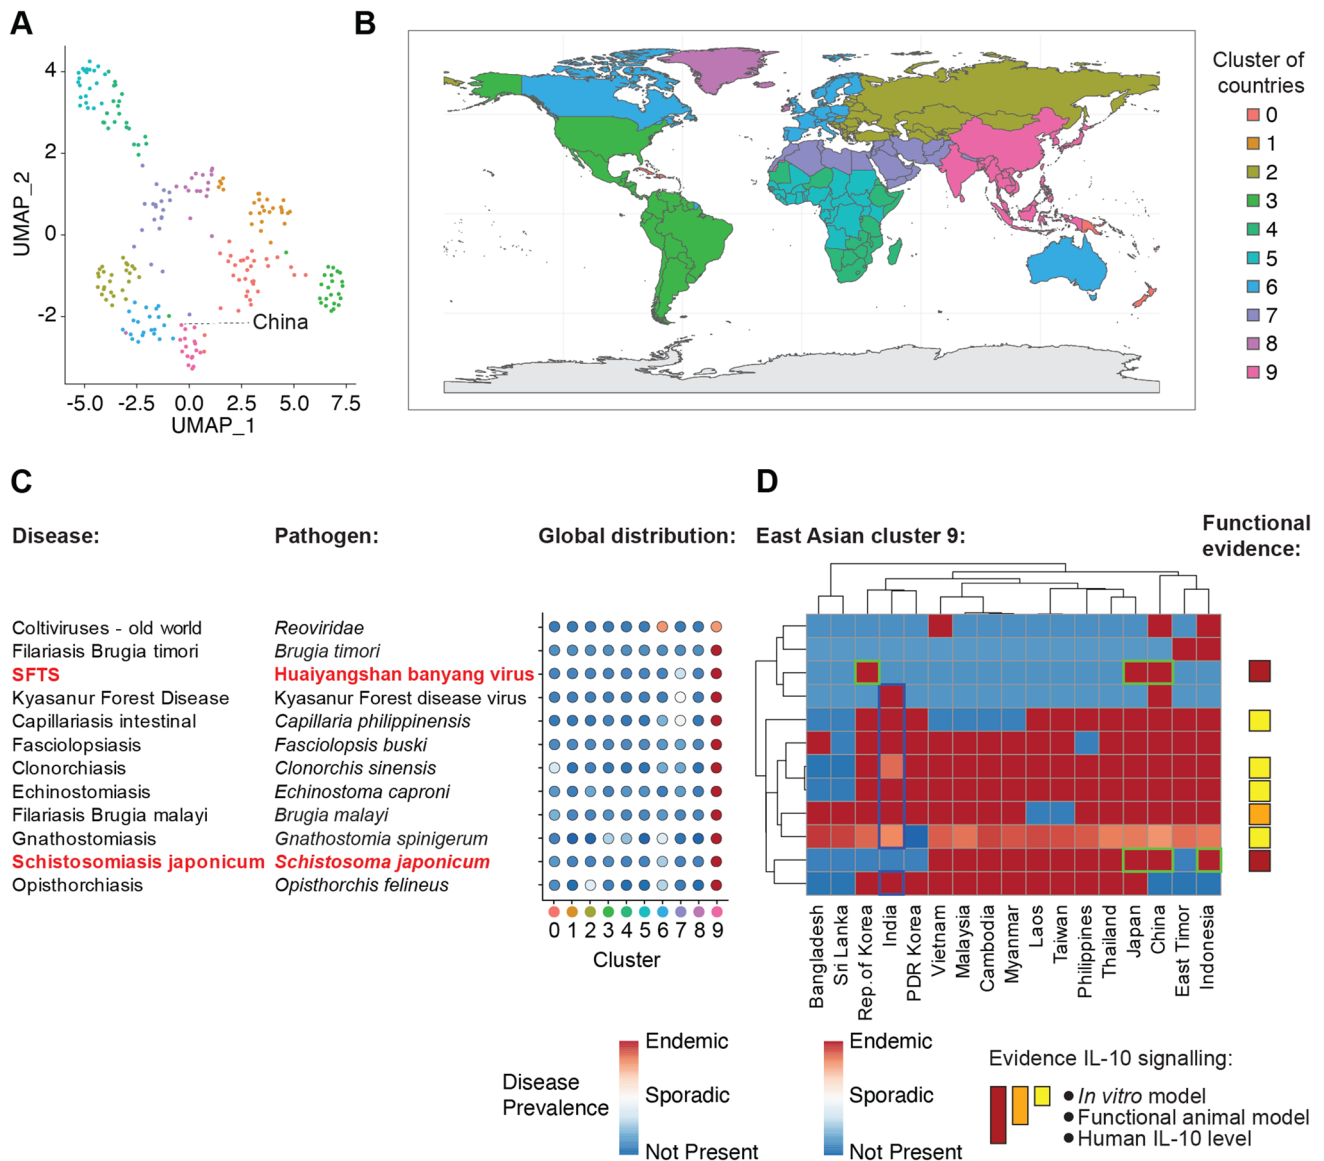 A
B
4
2
0
-2
UMAP_2
China
-5.0 -2.5 0.0 2.5 5.0 7.5
UMAP_1
Cluster of
countries
0
1
2
3
4
5
6
7
8
9
C
D
Disease: Pathogen: Global distribution: East Asian cluster 9:
Functional
evidence:
Coltiviruses - old world Reoviridae
Filariasis Brugia timori Brugia timori
SFTS Huaiyangshan banyang virus
Kyasanur Forest Disease Kyasanur Forest disease virus
Capillariasis intestinal Capillaria philippinensis
Fasciolopsiasis Fasciolopsis buski
Clonorchiasis Clonorchis sinensis
Echinostomiasis Echinostoma caproni
Filariasis Brugia malayi Brugia malayi
Gnathostomiasis Gnathostomia spinigerum
Schistosomiasis japonicum Schistosoma japonicum
Opisthorchiasis Opisthorchis felineus
0 1 2 3 4 5 6 7 8 9
Cluster
Bangladesh
Sri Lanka
Rep.of Korea
India
PDR Korea
Vietnam
Malaysia
Cambodia
Myanmar
Laos
Taiwan
Philippines
Thailand
Japan
China
East Timor
Indonesia
Disease
Prevalence
Endemic
Sporadic
Not Present
Endemic
Sporadic
Not Present
Evidence IL-10 signalling:
● In vitro model
● Functional animal model
● Human IL-10 level